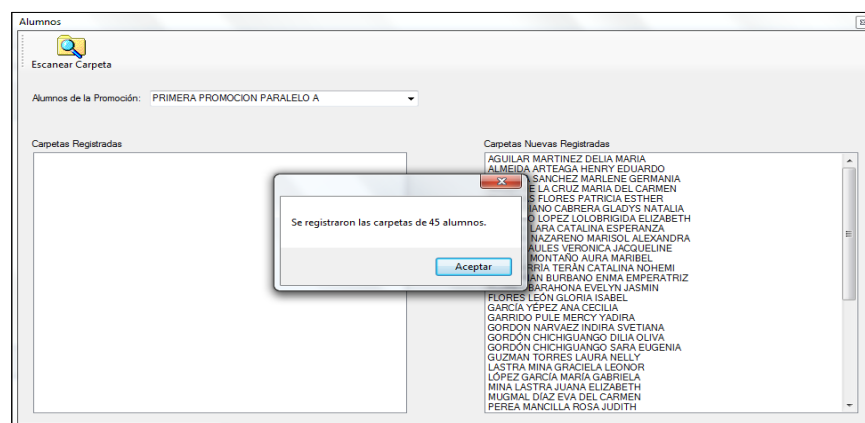 Alumnos
Escanear Carpeta
Alumnos de la Promoción: PRIMERA PROMOCION PARALELO A
Carpetas Registradas
Carpetas Nuevas Registradas
AGUILAR MARTINEZ DELIA MARIA
ALMEIDA ARTEAGA HENRY EDUARDO
SANCHEZ MARLENE GERMANIA
LA CRUZ MARIA DEL CARMEN
FLORES PATRICIA ESTHER
CABRERA GLADYS NATALIA
LOPEZ LOLOBRIGIDA ELIZABETH
LARA CATALINA ESPERANZA
NAZARENO MARISOL ALEXANDRA
VERONICA JACQUELINE
MONTAÑO AURA MARIBEL
TERÁN CATALINA NOHEMI
BURBANO ENMA EMPERATRIZ
BARAHONA EVELYN JASMIN
FLORES LEÓN GLORIA ISABEL
GARCÍA YÉPEZ ANA CECILIA
GARRIDO PULE MERCY YADIRA
GORDON NARVAEZ INDIRA SVETIANA
GORDÓN CHICHIGUANGO DILIA OLIVA
GORDÓN CHICHIGUANGO SARA EUGENIA
GUZMAN TORRES LAURA NELLY
LASTRA MINA GRACIELA LEONOR
LÓPEZ GARCÍA MARÍA GABRIELA
MINA LASTRA JUANA ELIZABETH
MUGMAL DÍAZ EVA DEL CARMEN
PEREA MANCILLA ROSA JUDITH
Se registraron las carpetas de 45 alumnos.
Aceptar